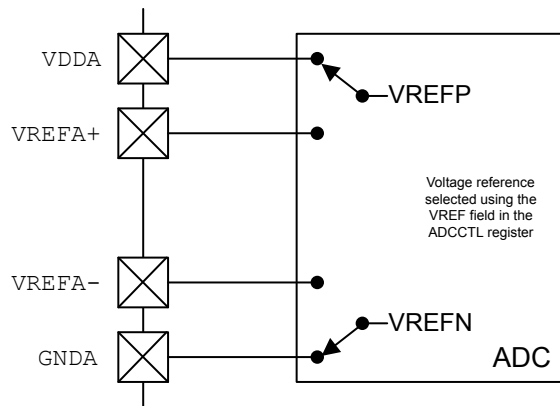 VDDA
VREFP
VREFA+
Voltage reference
selected using the
VREF field in the
ADCCTL register
VREFA-
VREFN
GNDA
ADC